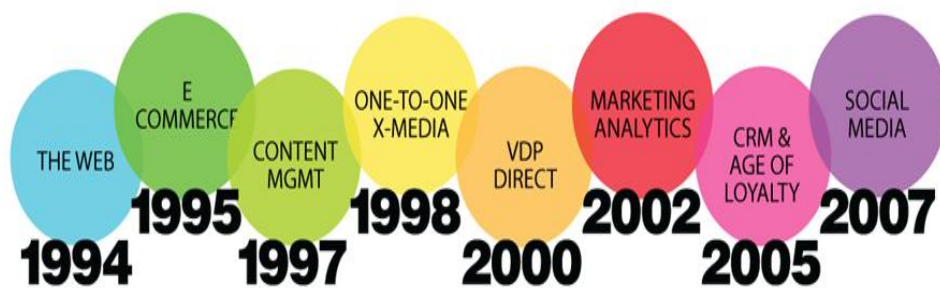 THE WEB
1994
E
COMMERCE
1995
CONTENT
MGMT
1997
ONE-TO-ONE
X-MEDIA
1998
VDP
DIRECT
2000
MARKETING
ANALYTICS
2002
CRM &
AGE OF
LOYALTY
2005
SOCIAL
MEDIA
2007